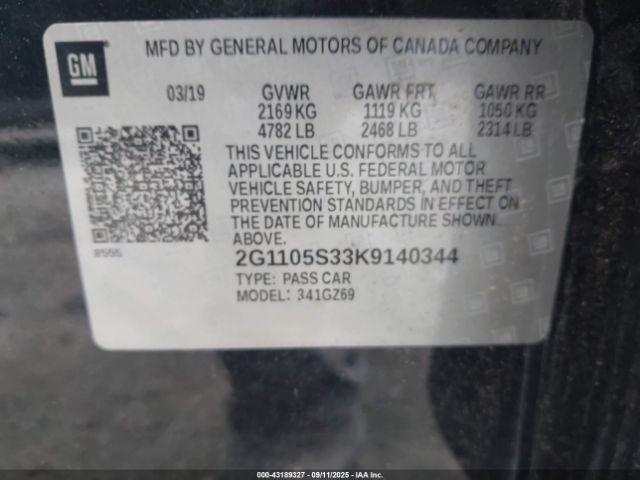 GM
MFD BY GENERAL MOTORS OF CANADA COMPANY
03/19 GVWR GAWR FRT GAWR RR
2169 KG 1119 KG 1050 KG
4782 LB 2468 LB 2314 LB
THIS VEHICLE CONFORMS TO ALL
APPLICABLE U.S. FEDERAL MOTOR
VEHICLE SAFETY, BUMPER, AND THEFT
PREVENTION STANDARDS IN EFFECT ON
THE DATE OF MANUFACTURE SHOWN
ABOVE.
8555
2G1105S33K9140344
TYPE: PASS CAR
MODEL: 341GZ69
© - 43189327 - 09/11/2025 - IAA Inc.